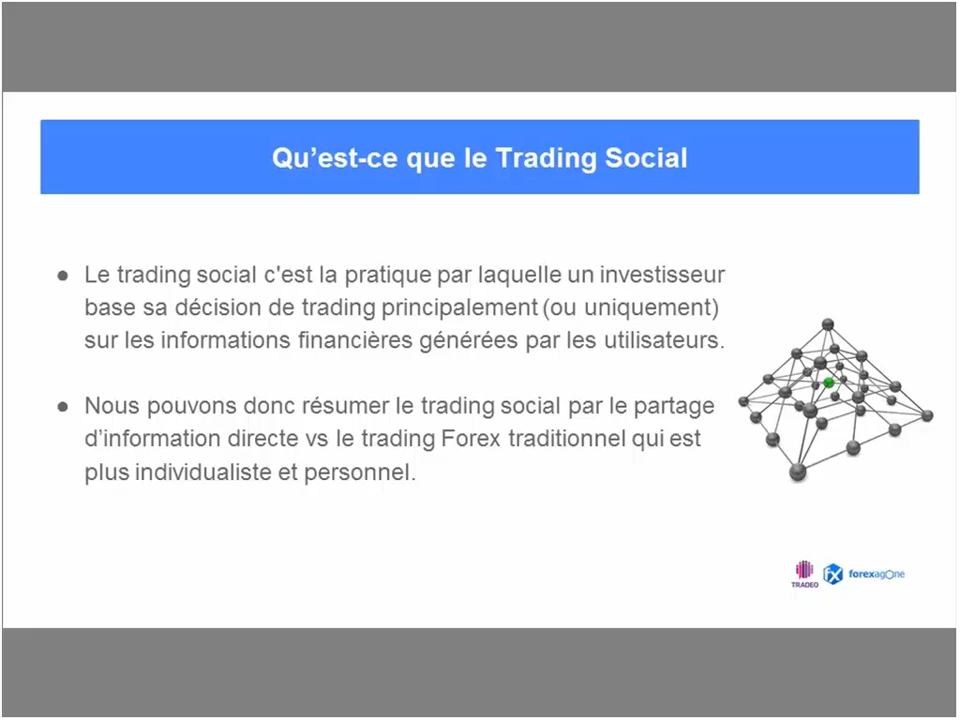 Qu’est-ce que le Trading Social
● Le trading social c'est la pratique par laquelle un investisseur
base sa décision de trading principalement (ou uniquement)
sur les informations financières générées par les utilisateurs.
● Nous pouvons donc résumer le trading social par le partage
d’information directe vs le trading Forex traditionnel qui est
plus individualiste et personnel.
TRADEO fx forexagone